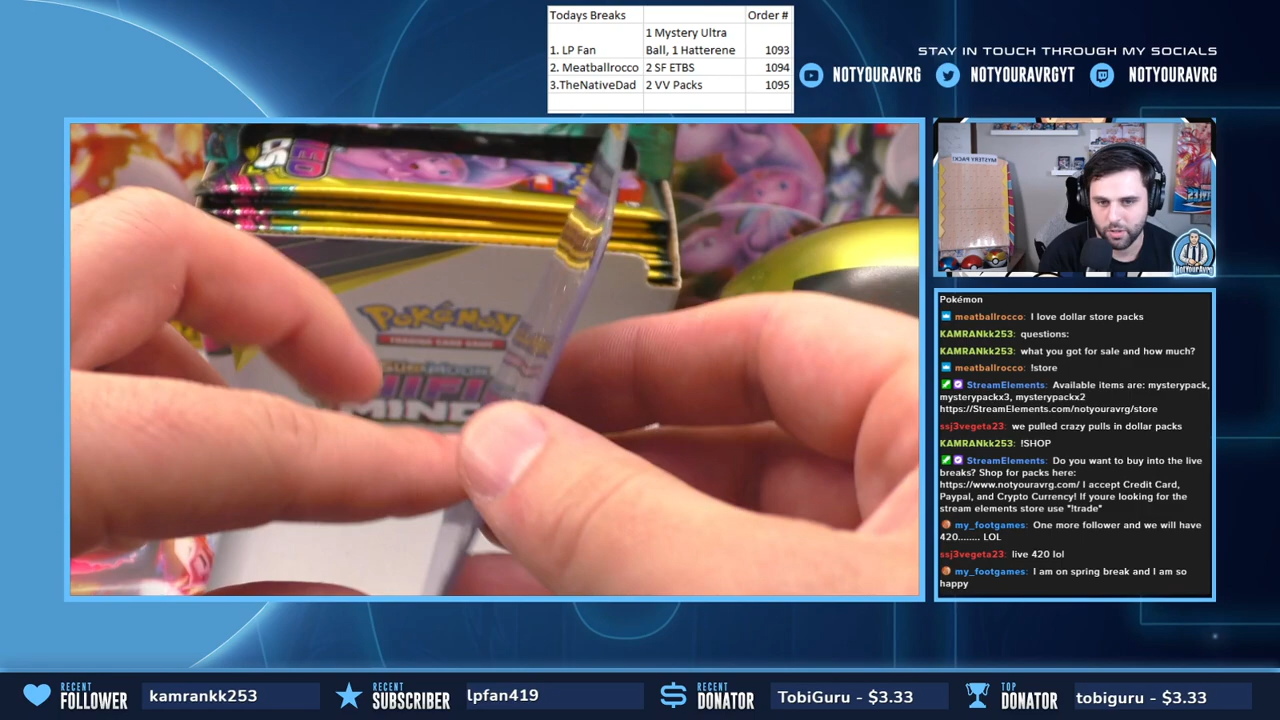 Todays Breaks Order #
1 Mystery Ultra
1. LP Fan Ball, 1 Hatterene 1093
2. Meatballrocco 2 SF ETBS 1094
3.TheNativeDad 2 VV Packs 1095
STAY IN TOUCH THROUGH MY SOCIALS
NOTYOURAVRG NOTYOURAVRGYT NOTYOURAVRG
POKéMON
TRADING CARD GAME
MIND
MYSTERY PACK!
NOTYOURAVRG
Pokémon
meatballrocco: I love dollar store packs
KAMRANkk253: questions:
KAMRANkk253: what you got for sale and how much?
meatballrocco: !store
StreamElements: Available items are: mysterypack,
mysterypackx3, mysterypackx2
https://StreamElements.com/notyouravrg/store
ssj3vegeta23: we pulled crazy pulls in dollar packs
KAMRANkk253: !SHOP
StreamElements: Do you want to buy into the live
breaks? Shop for packs here:
https://www.notyouravrg.com/ I accept Credit Card,
Paypal, and Crypto Currency! If youre looking for the
stream elements store use "!trade"
my_footgames: One more follower and we will have
420........ LOL
ssj3vegeta23: live 420 lol
my_footgames: I am on spring break and I am so
happy
RECENT FOLLOWER kamrankk253
RECENT SUBSCRIBER lpfan419
RECENT DONATOR TobiGuru - $3.33
TOP DONATOR tobiguru - $3.33